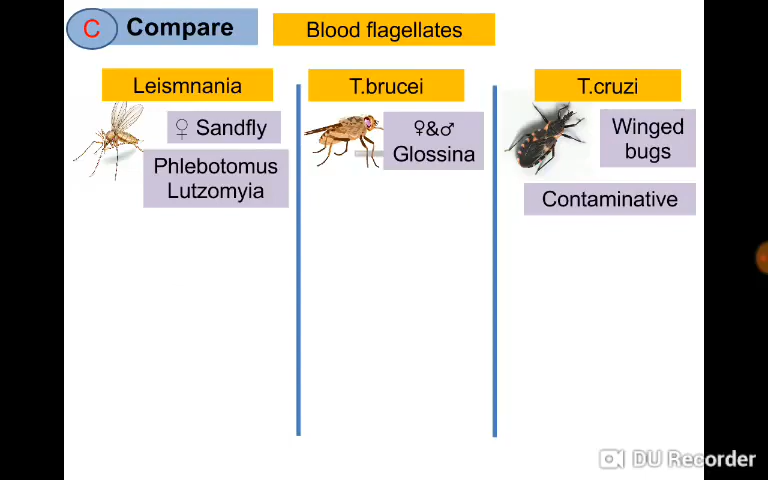 C Compare
Blood flagellates
Leismnania
♀ Sandfly
Phlebotomus
Lutzomyia
T.brucei
♀&♂
Glossina
T.cruzi
Winged
bugs
Contaminative
DU Recorder